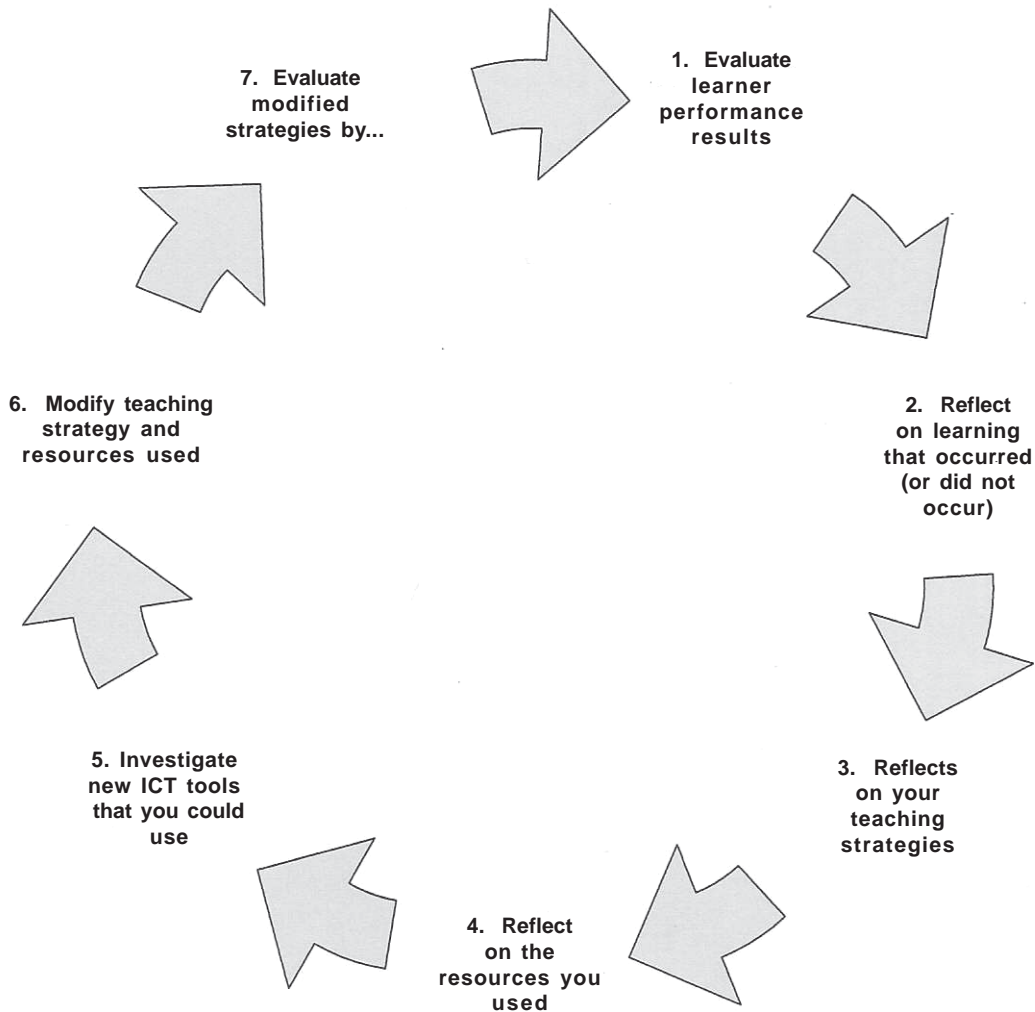 1. Evaluate
learner
performance
results
2. Reflect
on learning
that occurred
(or did not
occur)
3. Reflects
on your
teaching
strategies
4. Reflect
on the
resources you
used
5. Investigate
new ICT tools
that you could
use
6. Modify teaching
strategy and
resources used
7. Evaluate
modified
strategies by...